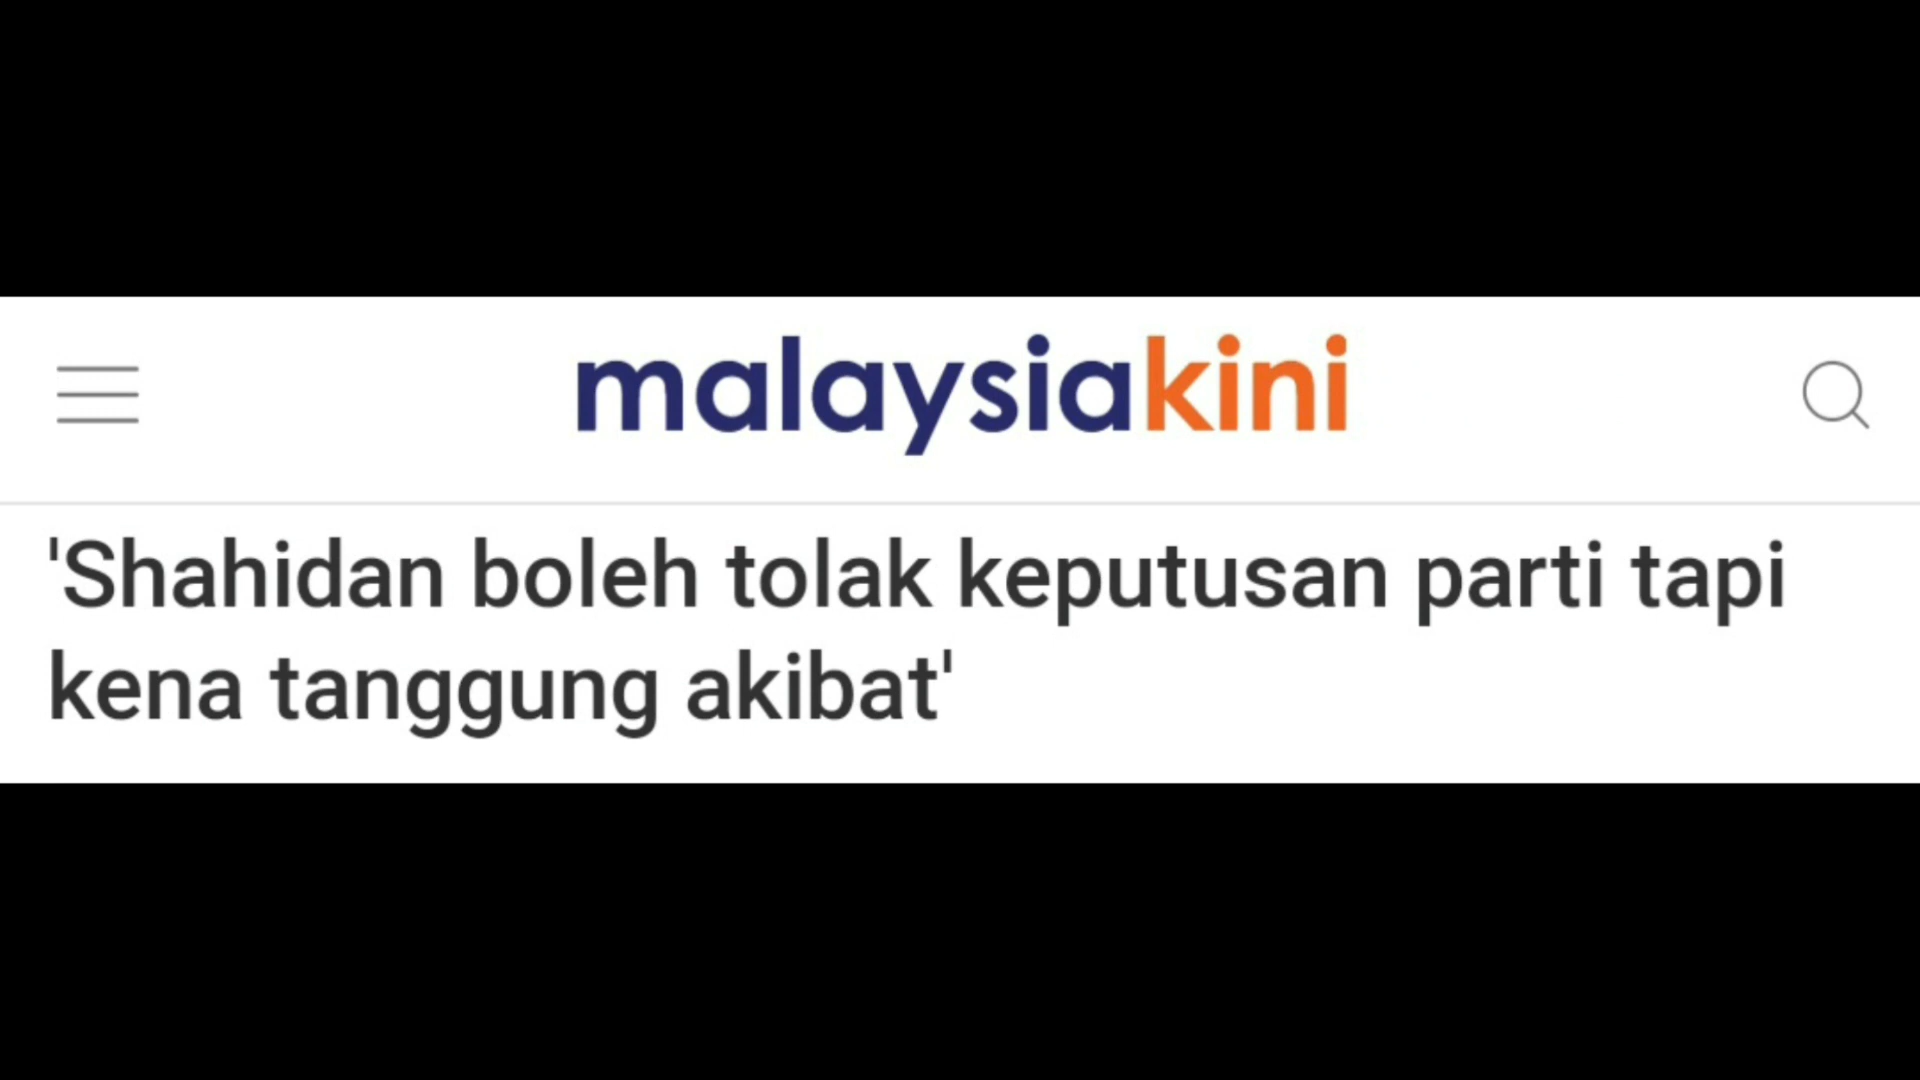 malaysiakini
'Shahidan boleh tolak keputusan parti tapi
kena tanggung akibat'